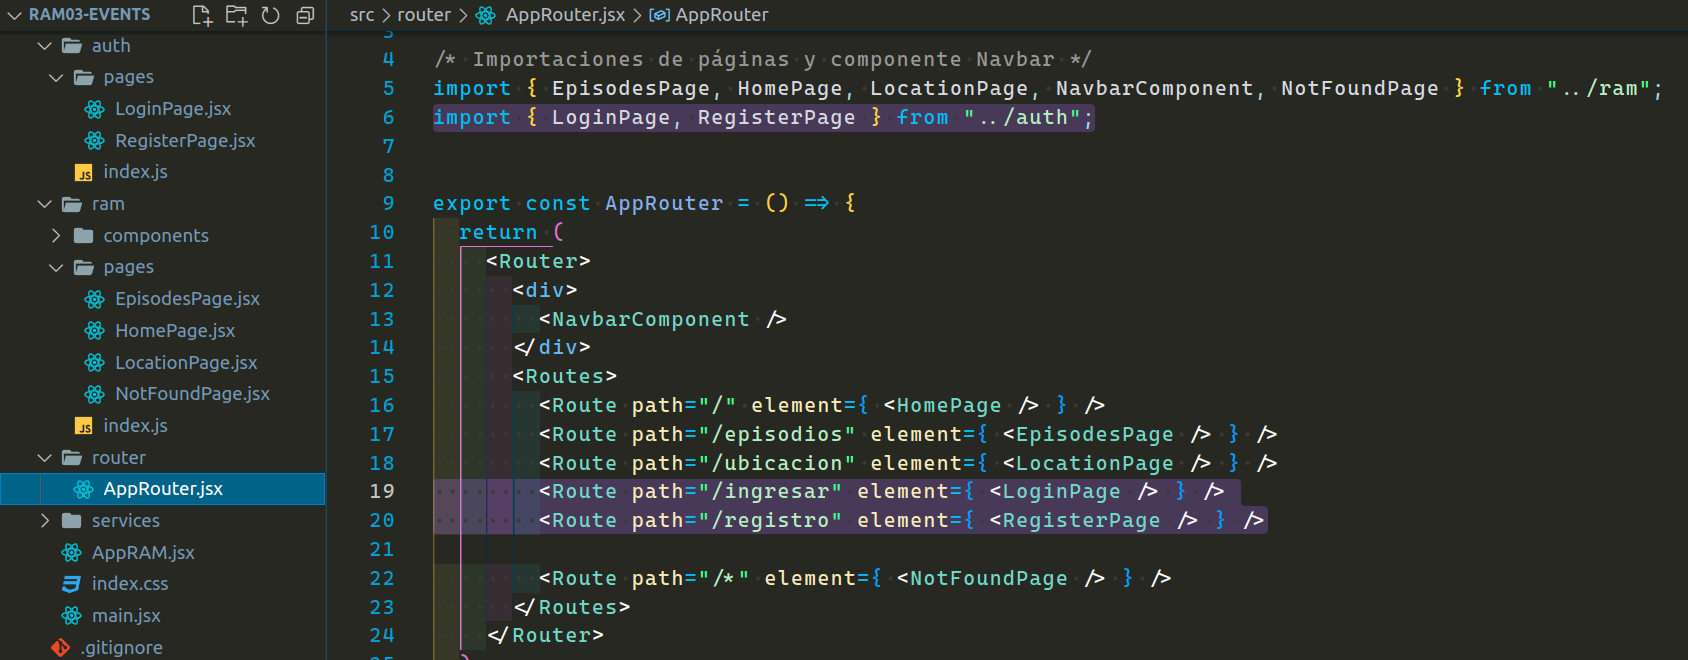 RAM03-EVENTS
auth
pages
LoginPage.jsx
RegisterPage.jsx
JS index.js
ram
components
pages
EpisodesPage.jsx
HomePage.jsx
LocationPage.jsx
NotFoundPage.jsx
JS index.js
router
AppRouter.jsx
services
AppRAM.jsx
index.css
main.jsx
.gitignore
src > router > AppRouter.jsx > AppRouter
3
4 /* Importaciones de páginas y componente Navbar */
5 import { EpisodesPage, HomePage, LocationPage, NavbarComponent, NotFoundPage } from "../ram";
6 import { LoginPage, RegisterPage } from "../auth";
7
8
9 export const AppRouter = () => {
10 return (
11 <Router>
12 <div>
13 <NavbarComponent />
14 </div>
15 <Routes>
16 <Route path="/" element={ <HomePage /> } />
17 <Route path="/episodios" element={ <EpisodesPage /> } />
18 <Route path="/ubicacion" element={ <LocationPage /> } />
19 <Route path="/ingresar" element={ <LoginPage /> } />
20 <Route path="/registro" element={ <RegisterPage /> } />
21
22 <Route path="/*" element={ <NotFoundPage /> } />
23 </Routes>
24 </Router>
25 )